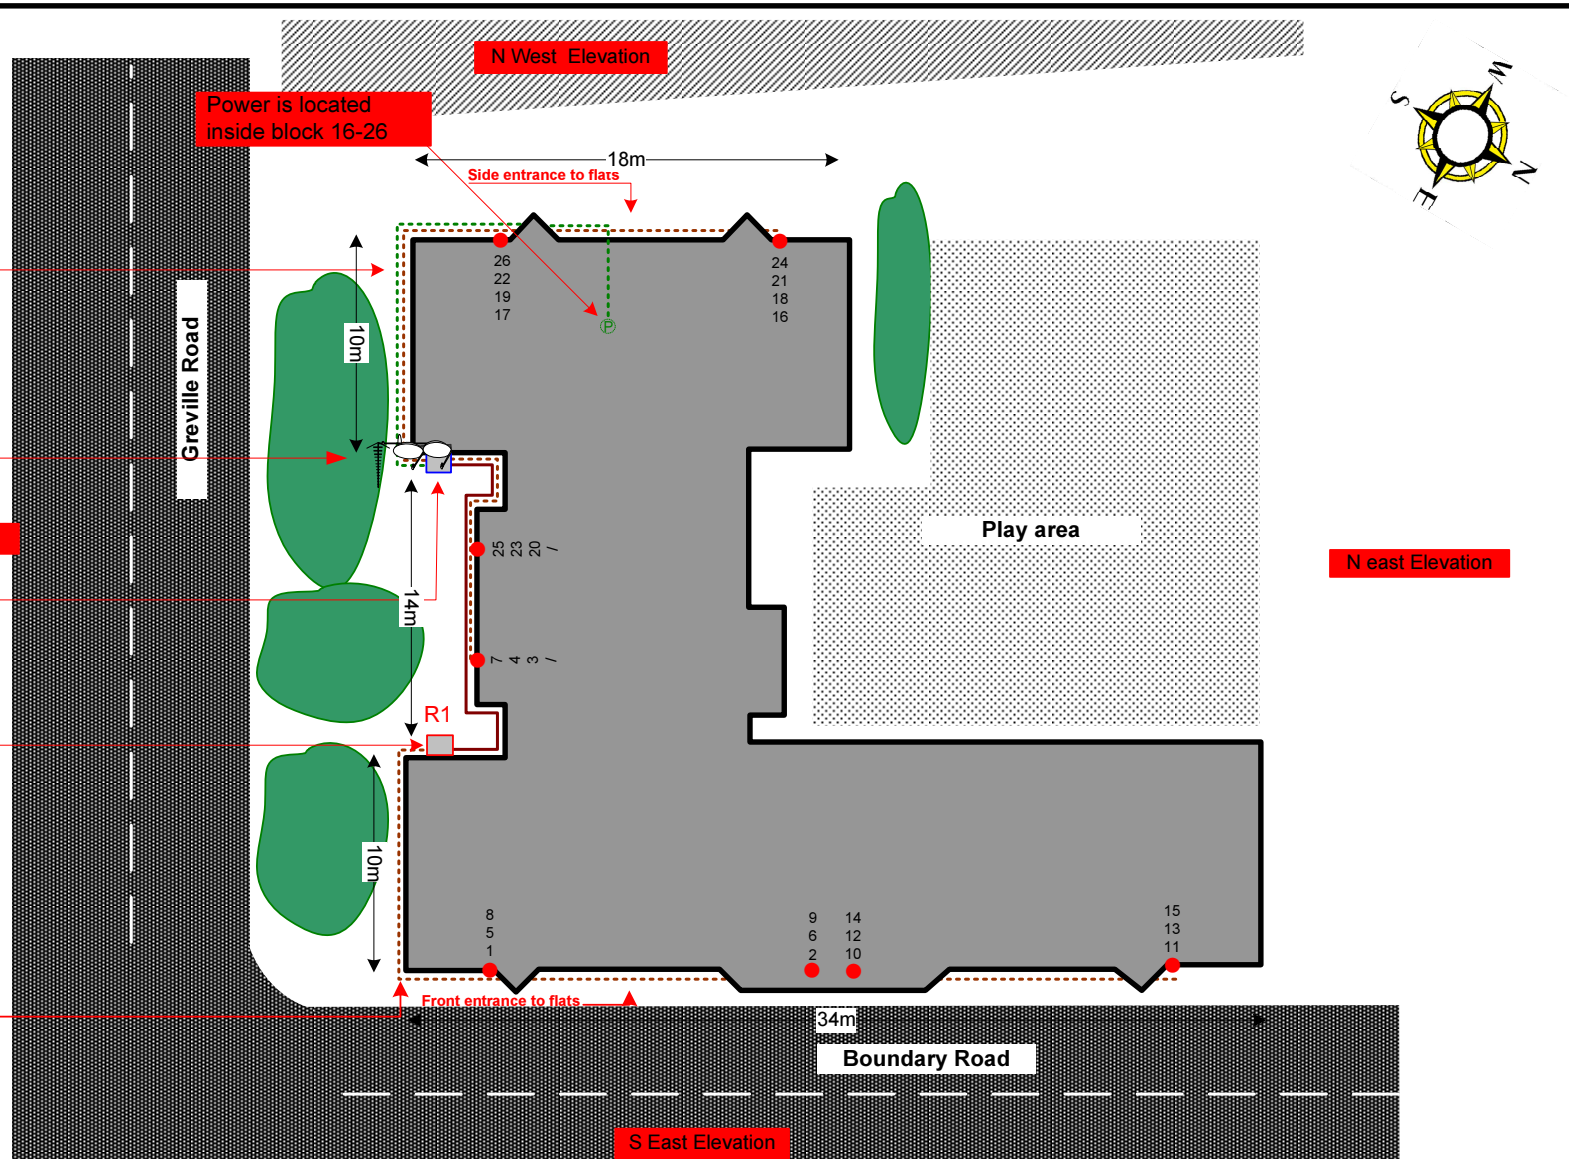 N West Elevation
Power is located
inside block 16-26
W
S
N
E
18m
Side entrance to flats
26
22
19
17
24
21
18
16
P
10m
Greville Road
25
23
20
/
Play area
N east Elevation
14m
7
4
3
/
R1
10m
8
5
1
9
6
2
14
12
10
15
13
11
Front entrance to flats
34m
Boundary Road
S East Elevation